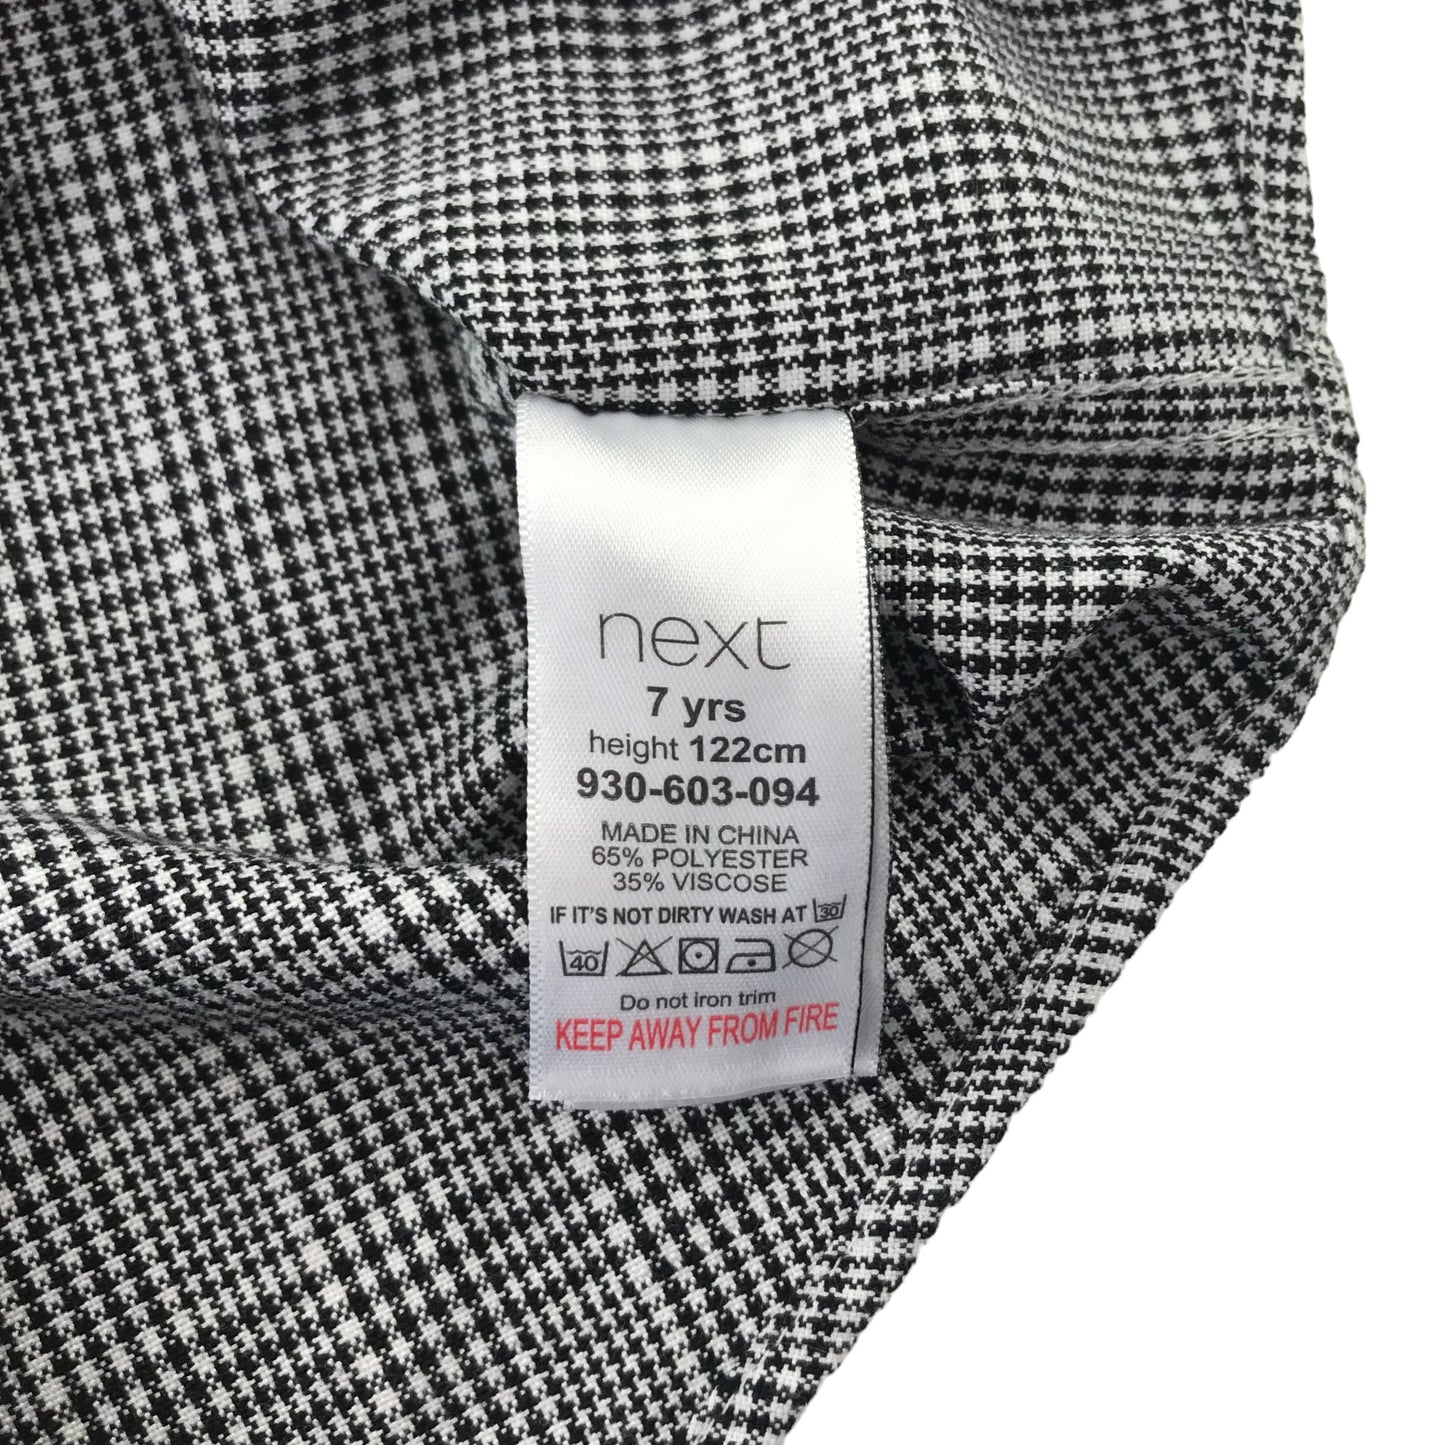 next
7 yrs
height 122cm
930-603-094
MADE IN CHINA
65% POLYESTER
35% VISCOSE
IF IT'S NOT DIRTY WASH AT 30
40
Do not iron trim
KEEP AWAY FROM FIRE